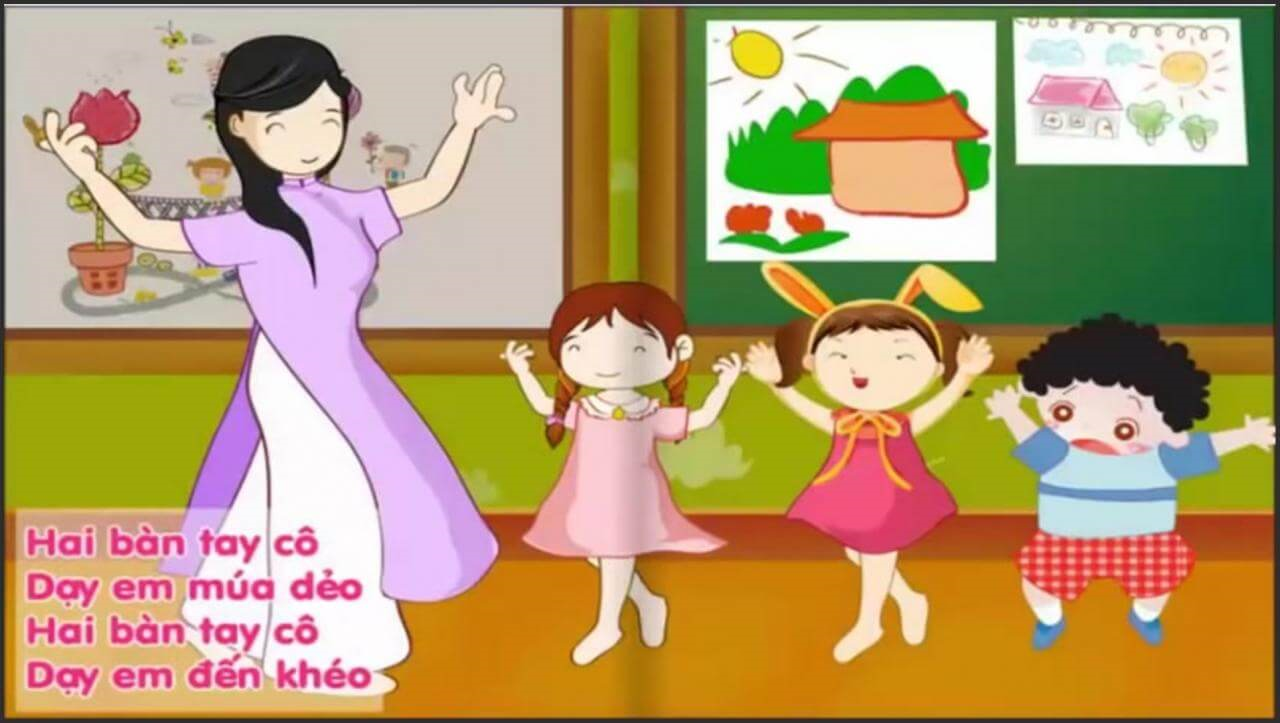 Hai bàn tay cô
Dạy em múa dẻo
Hai bàn tay cô
Dạy em đến khéo